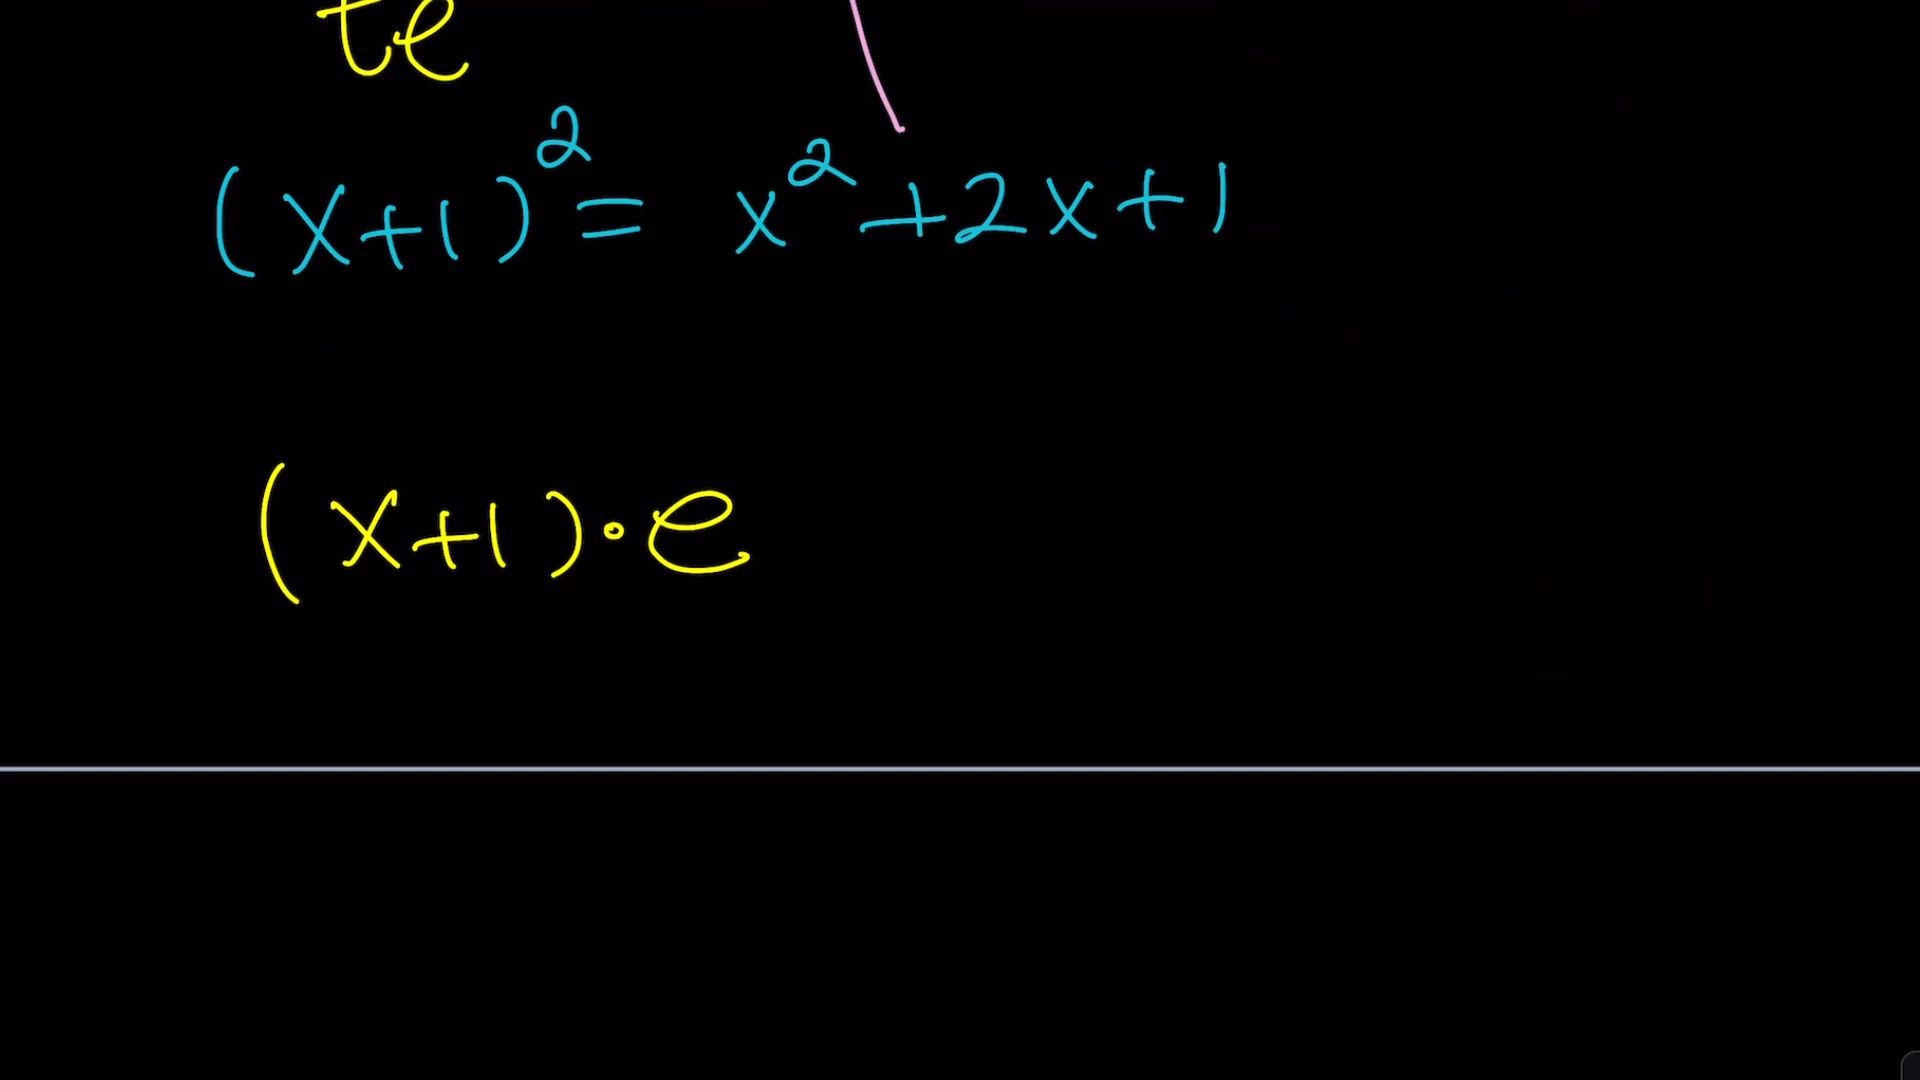 te
(x+1)² = x²+2x+1
(x+1)·e